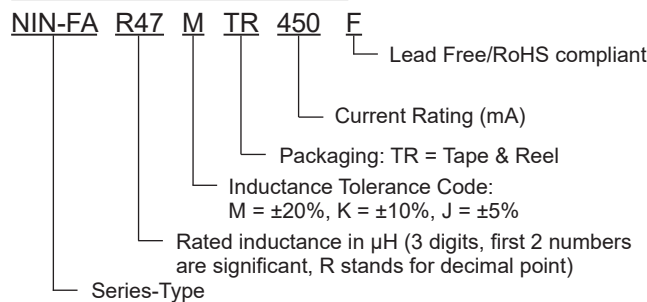 NIN-FA R47 M TR 450 F
Lead Free/RoHS compliant
Current Rating (mA)
Packaging: TR = Tape & Reel
Inductance Tolerance Code:
M = ±20%, K = ±10%, J = ±5%
Rated inductance in µH (3 digits, first 2 numbers
are significant, R stands for decimal point)
Series-Type